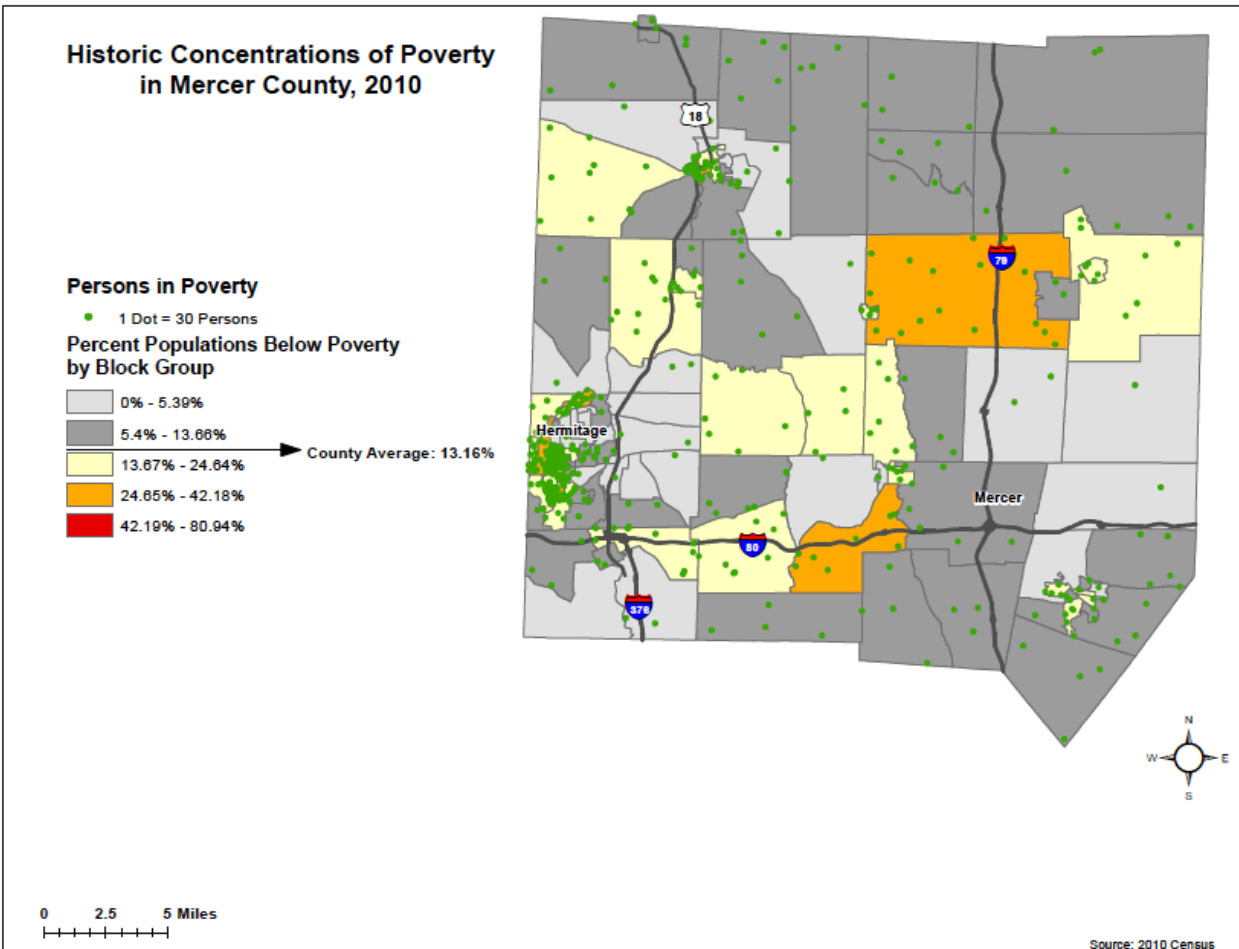 Historic Concentrations of Poverty
in Mercer County, 2010
Persons in Poverty
1 Dot = 30 Persons
Percent Populations Below Poverty
by Block Group
0% - 5.39%
5.4% - 13.66%
County Average: 13.16%
13.67% - 24.64%
24.65% - 42.18%
42.19% - 80.94%
18
79
Hermitage
Mercer
80
376
N
W E
S
0 2.5 5 Miles
Source: 2010 Census